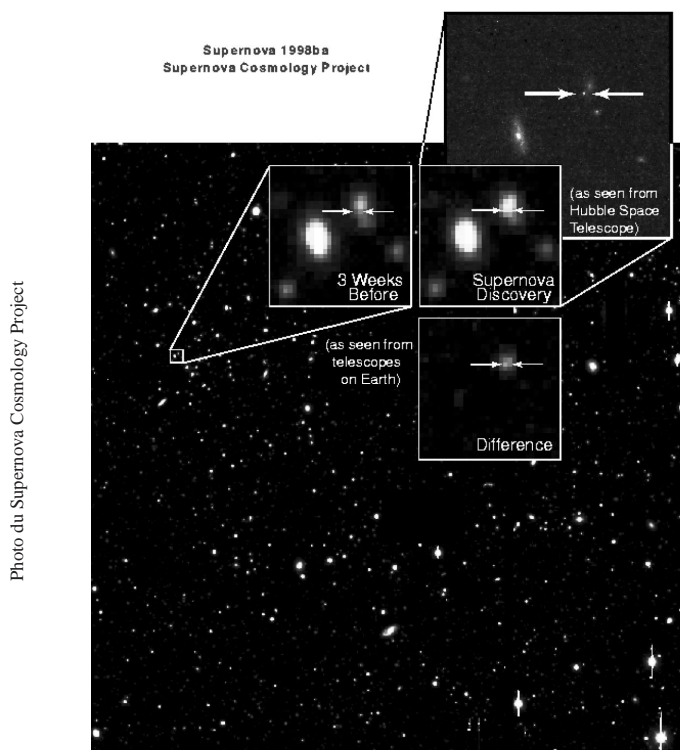 Supernova 1998ba
Supernova Cosmology Project
(as seen from
Hubble Space
Telescope)
3 Weeks
Before
Supernova
Discovery
(as seen from
telescopes
on Earth)
Difference
Photo du Supernova Cosmology Project